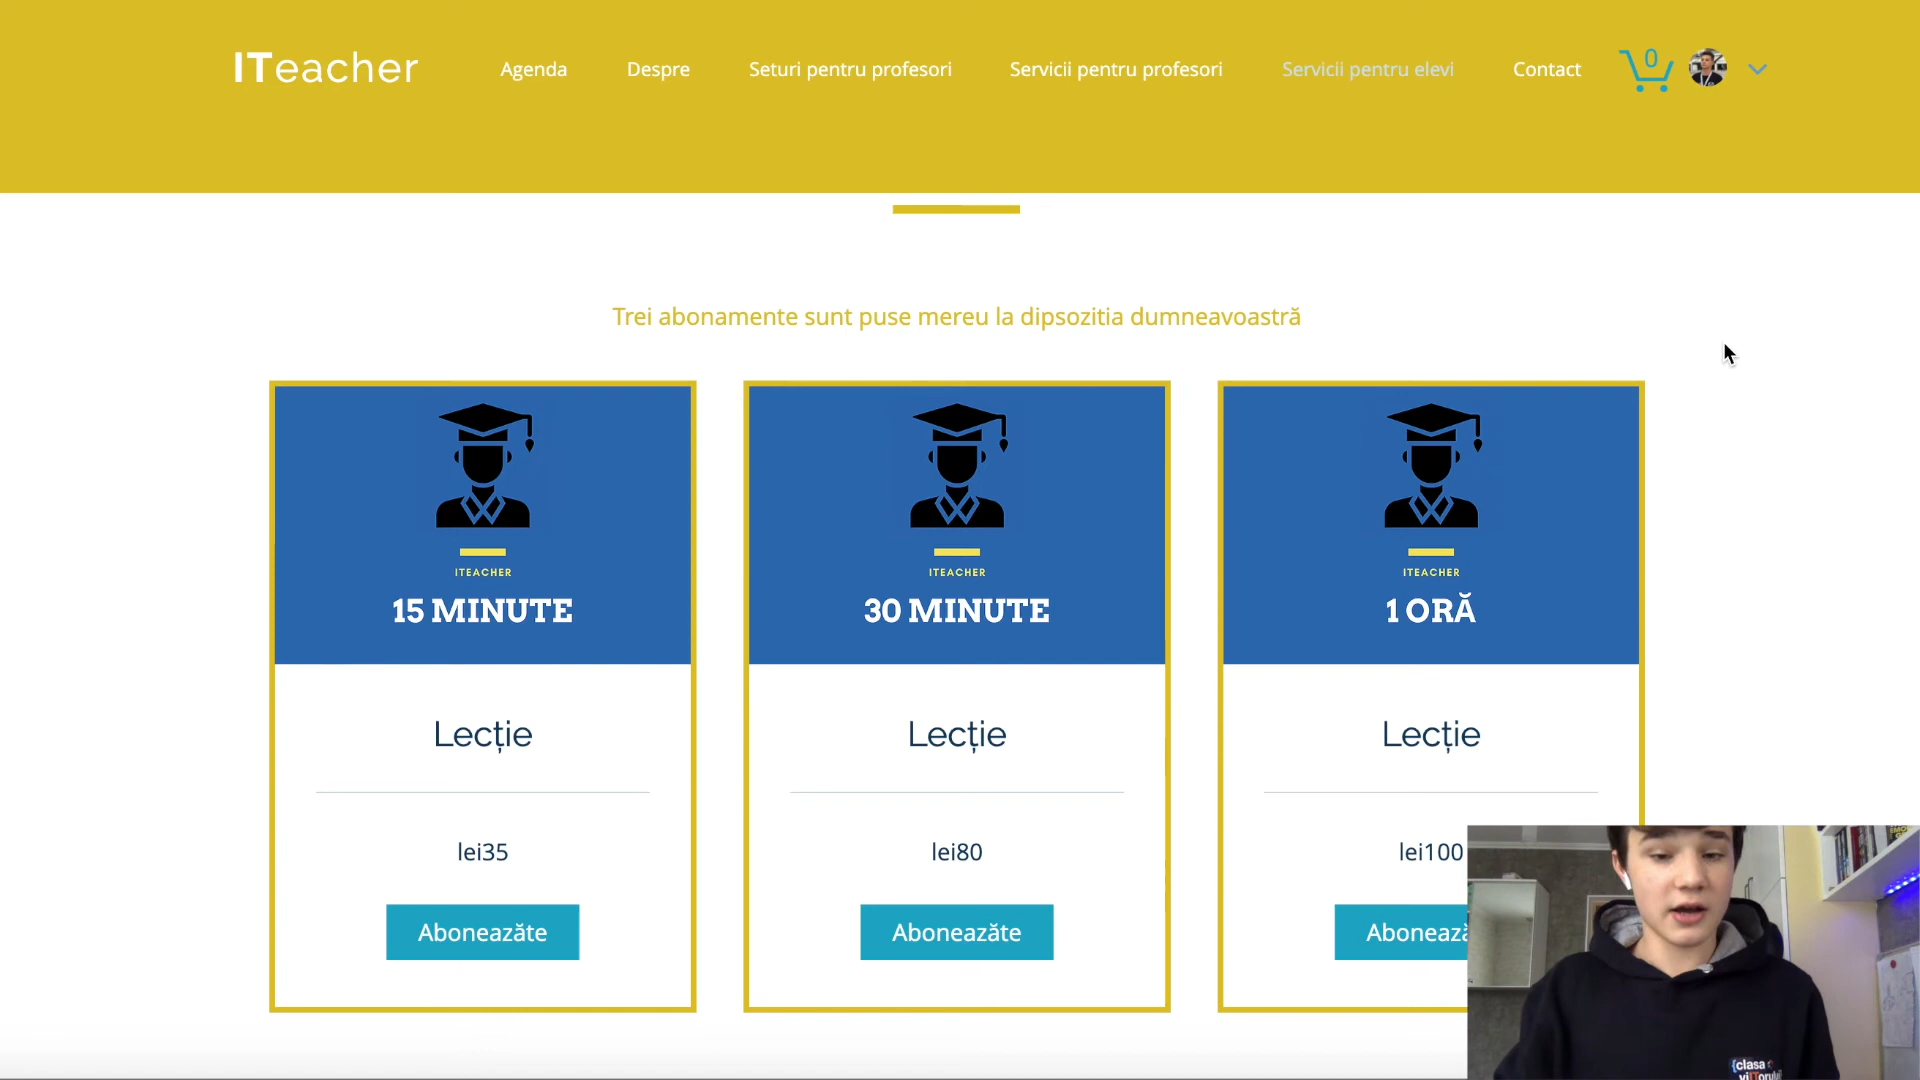 ITeacher
Agenda
Despre
Seturi pentru profesori
Servicii pentru profesori
Servicii pentru elevi
Contact
0
Trei abonamente sunt puse mereu la dipsozitia dumneavoastră
ITEACHER
15 MINUTE
Lecție
lei35
Abonează­te
ITEACHER
30 MINUTE
Lecție
lei80
Abonează­te
ITEACHER
1 ORĂ
Lecție
lei100
{clasa
viITorului